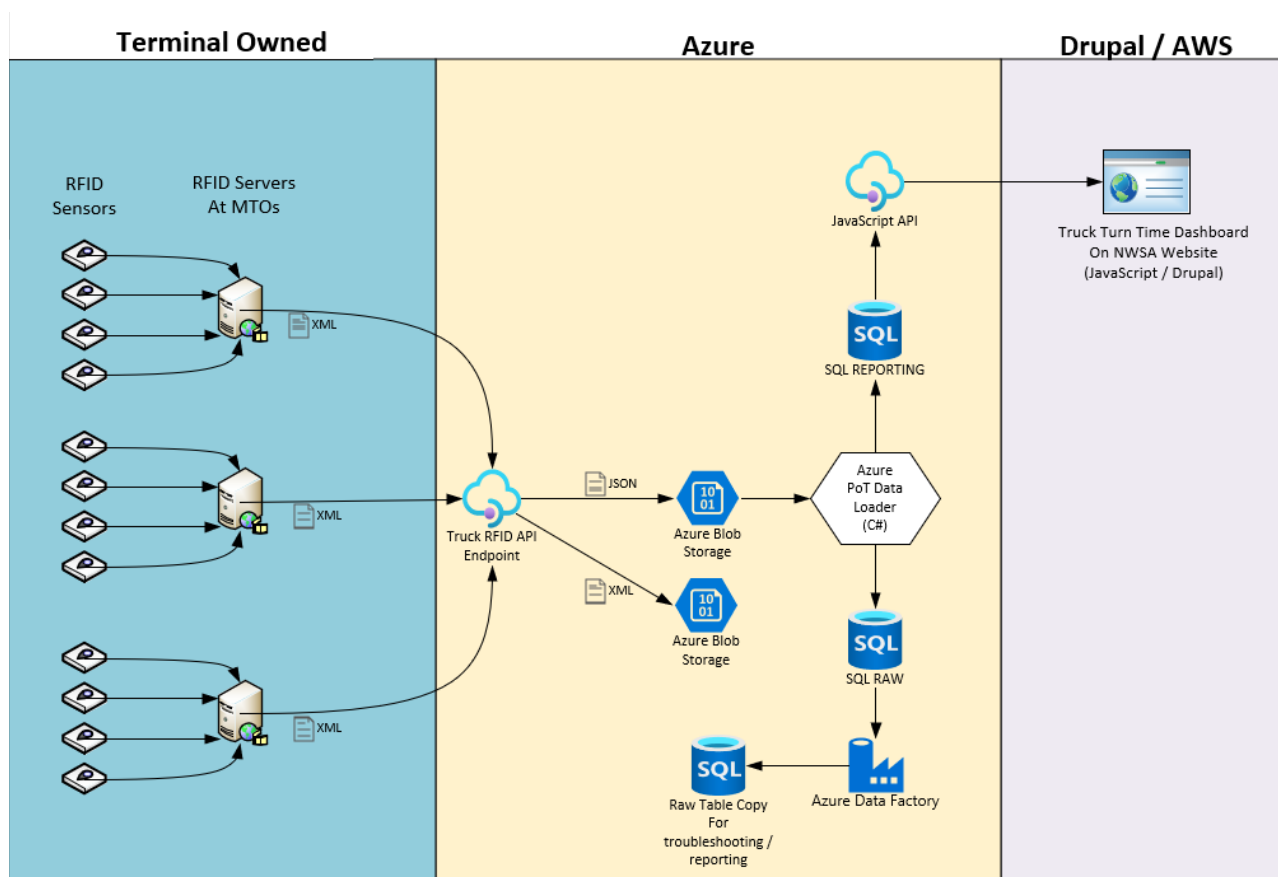 Terminal Owned
Azure
Drupal / AWS
RFID
Sensors
RFID Servers
At MTOs
XML
XML
XML
Truck RFID API
Endpoint
JSON
XML
10
01
Azure Blob
Storage
10
01
Azure Blob
Storage
JavaScript API
SQL
SQL REPORTING
Azure
PoT Data
Loader
(C#)
SQL
SQL RAW
Azure Data Factory
SQL
Raw Table Copy
For
troubleshooting /
reporting
Truck Turn Time Dashboard
On NWSA Website
(JavaScript / Drupal)